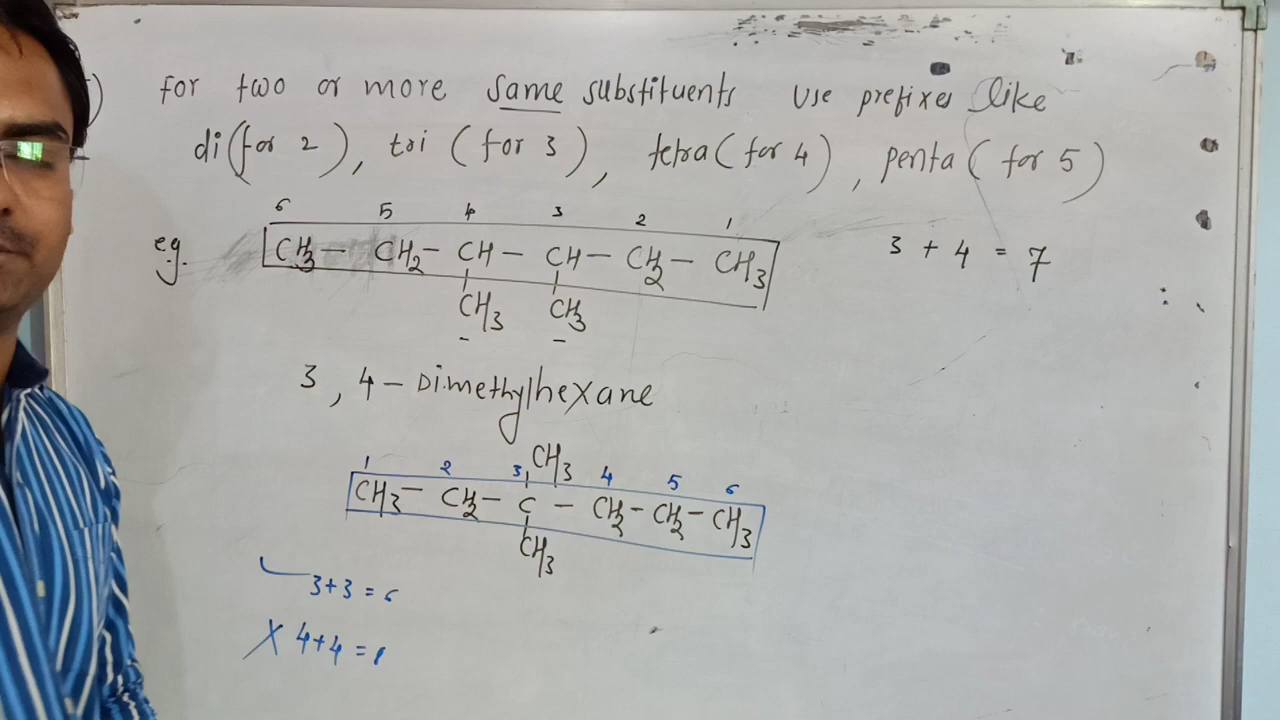 for two or more same substituents use prefixes like
di (for 2), tri (for 3), tetra (for 4), penta (for 5)
6 5 4 3 2 1
e.g. CH3 - CH2 - CH - CH - CH2 - CH3 3 + 4 = 7
CH3 CH3
3, 4 - Dimethylhexane
CH3
1 2 3 4 5 6
CH3 - CH2 - C - CH2 - CH2 - CH3
CH3
3+3 = 6
X 4+4 =